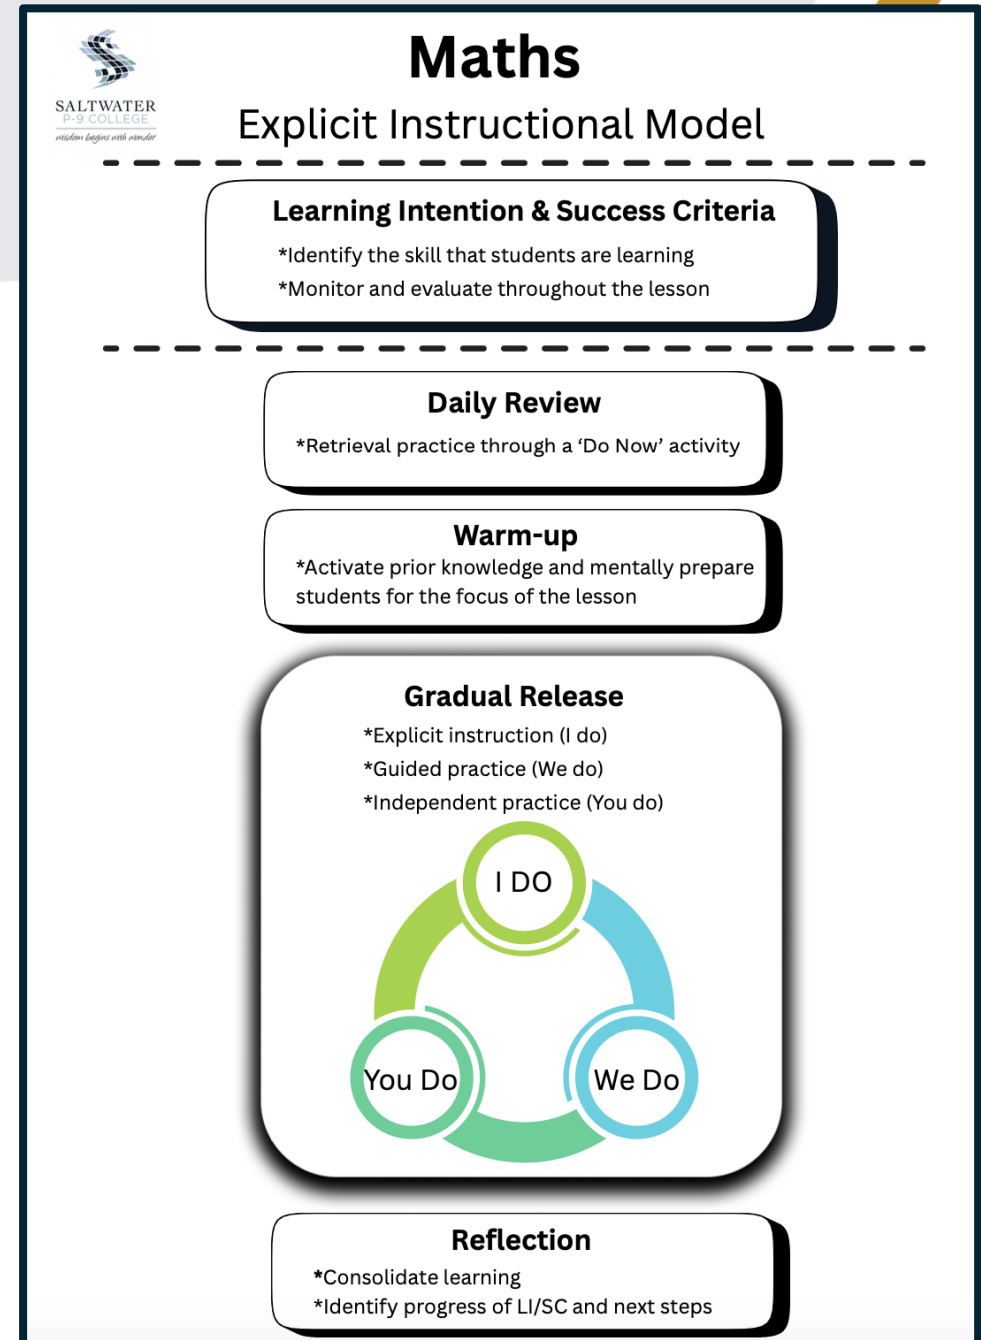 SALTWATER
P-9 COLLEGE
wisdom begins with wonder
Maths
Explicit Instructional Model
Learning Intention & Success Criteria
*Identify the skill that students are learning
*Monitor and evaluate throughout the lesson
Daily Review
*Retrieval practice through a ‘Do Now’ activity
Warm-up
*Activate prior knowledge and mentally prepare
students for the focus of the lesson
Gradual Release
*Explicit instruction (I do)
*Guided practice (We do)
*Independent practice (You do)
I DO
You Do
We Do
Reflection
*Consolidate learning
*Identify progress of LI/SC and next steps